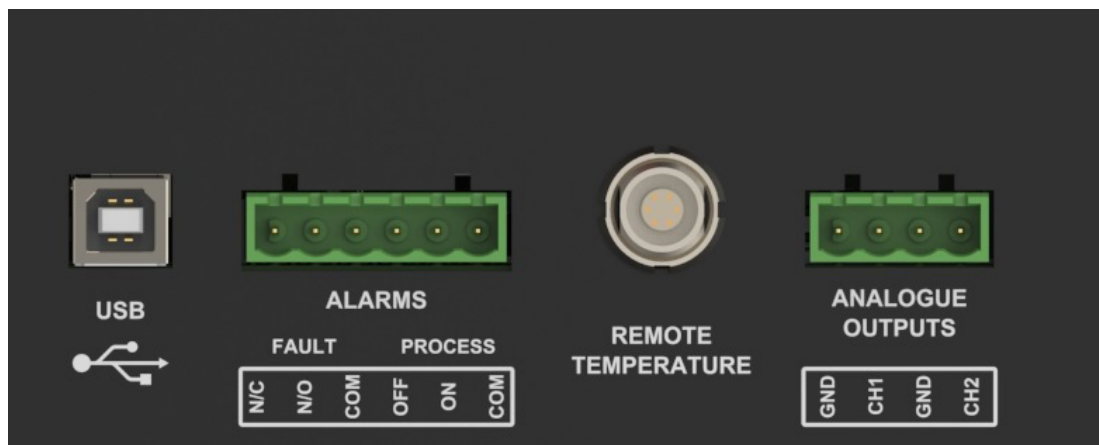 USB
ALARMS
FAULT PROCESS
N/C N/O COM OFF ON COM
REMOTE
TEMPERATURE
ANALOGUE
OUTPUTS
GND CH1 GND CH2